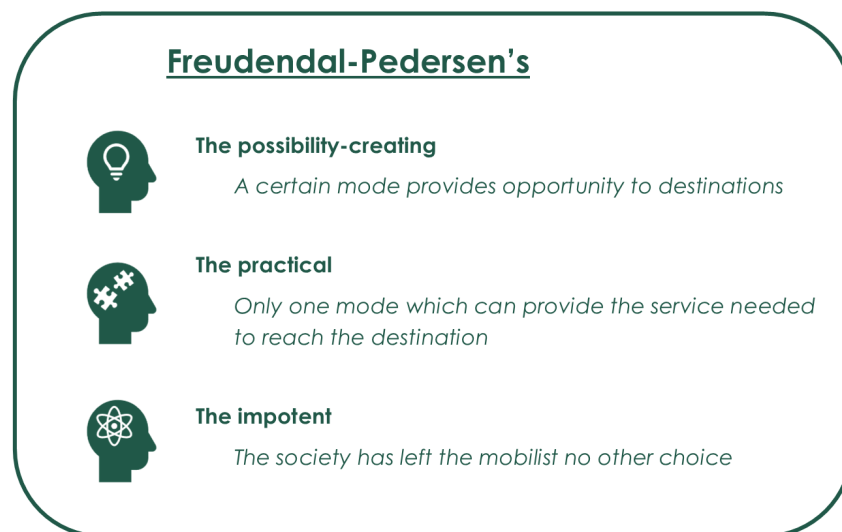 Freudendal-Pedersen’s
The possibility-creating
A certain mode provides opportunity to destinations
The practical
Only one mode which can provide the service needed
to reach the destination
The impotent
The society has left the mobilist no other choice